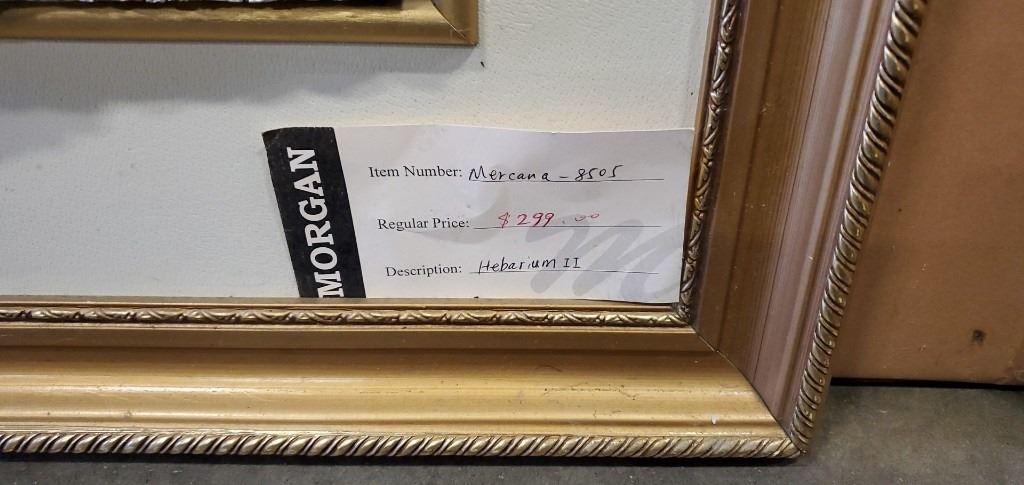 MORGAN
Item Number: Mercana - 8505
Regular Price: $299.00
Description: Hebarium II